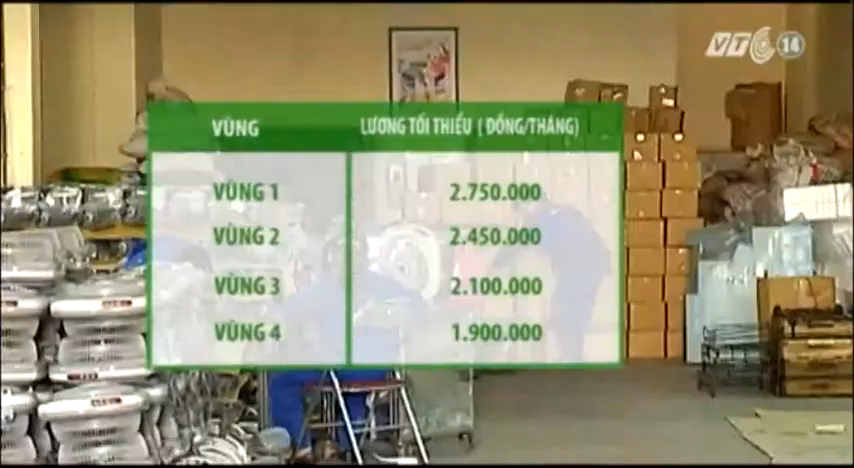 VTC 14
VÙNG LƯƠNG TỐI THIỂU ( ĐỒNG/THÁNG)
VÙNG 1 2.750.000
VÙNG 2 2.450.000
VÙNG 3 2.100.000
VÙNG 4 1.900.000